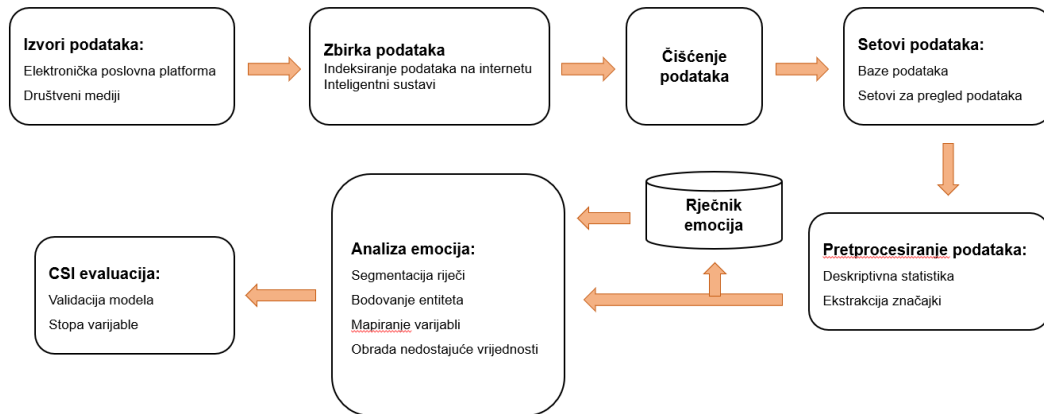 Izvori podataka:
Elektronička poslovna platforma
Društveni mediji
Zbirka podataka
Indeksiranje podataka na internetu
Inteligentni sustavi
Čišćenje
podataka
Setovi podataka:
Baze podataka
Setovi za pregled podataka
Pretprocesiranje podataka:
Deskriptivna statistika
Ekstrakcija značajki
Rječnik
emocija
Analiza emocija:
Segmentacija riječi
Bodovanje entiteta
Mapiranje varijabli
Obrada nedostajuće vrijednosti
CSI evaluacija:
Validacija modela
Stopa varijable